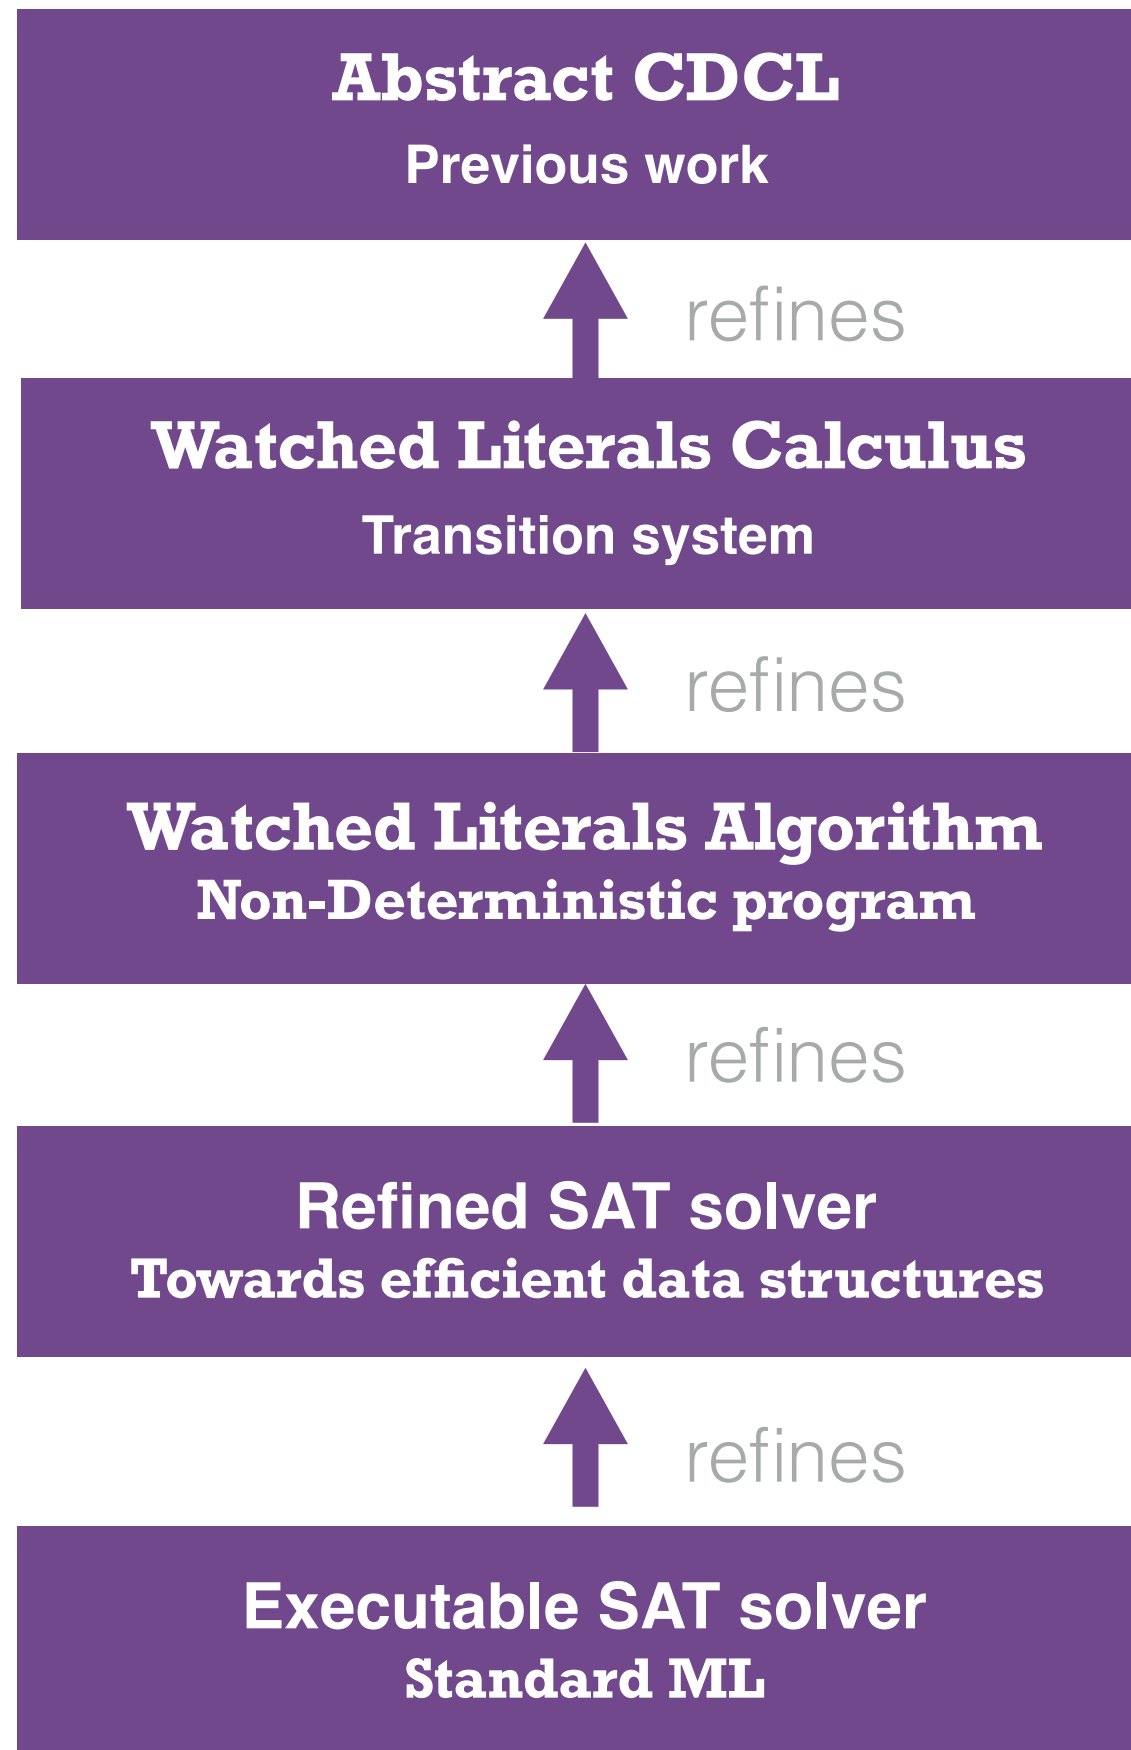 Abstract CDCL
Previous work
refines
Watched Literals Calculus
Transition system
refines
Watched Literals Algorithm
Non-Deterministic program
refines
Refined SAT solver
Towards efficient data structures
refines
Executable SAT solver
Standard ML